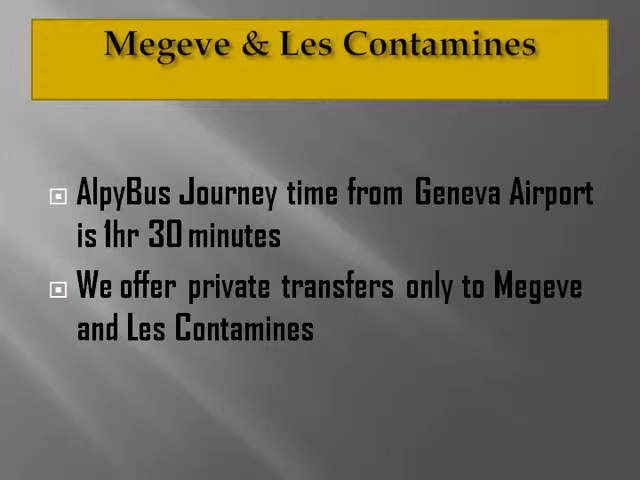 Megeve & Les Contamines
AlpyBus Journey time from Geneva Airport
is 1hr 30 minutes
We offer private transfers only to Megeve
and Les Contamines